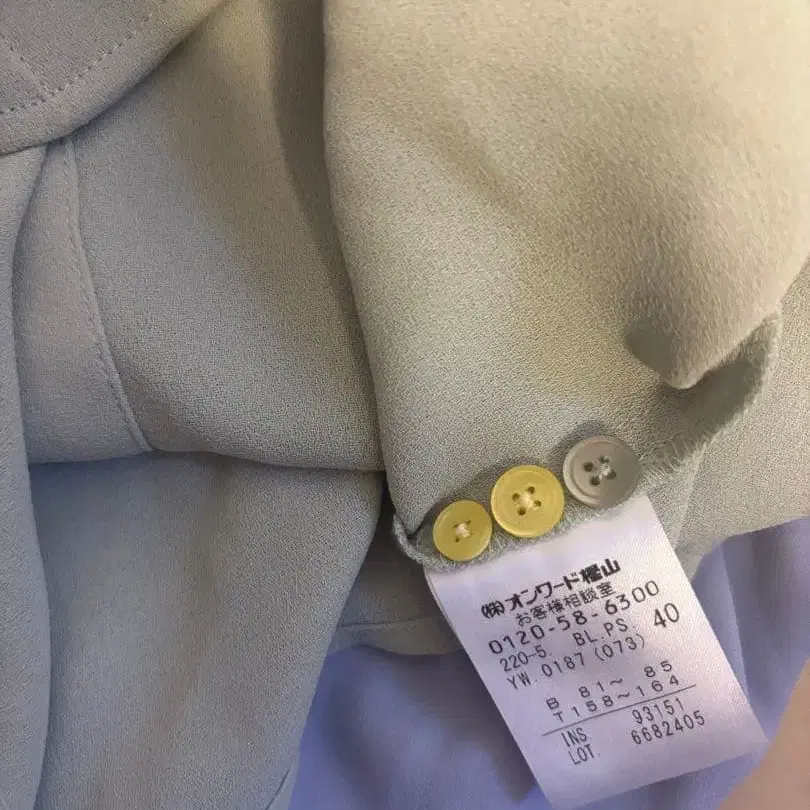 ㈱オンワード樫山
お客様相談室
0120-58-6300
220-5. BL.PS. 40
YW.0187(073)
B 81～ 85
T158～164
INS. 93151
LOT. 6682405